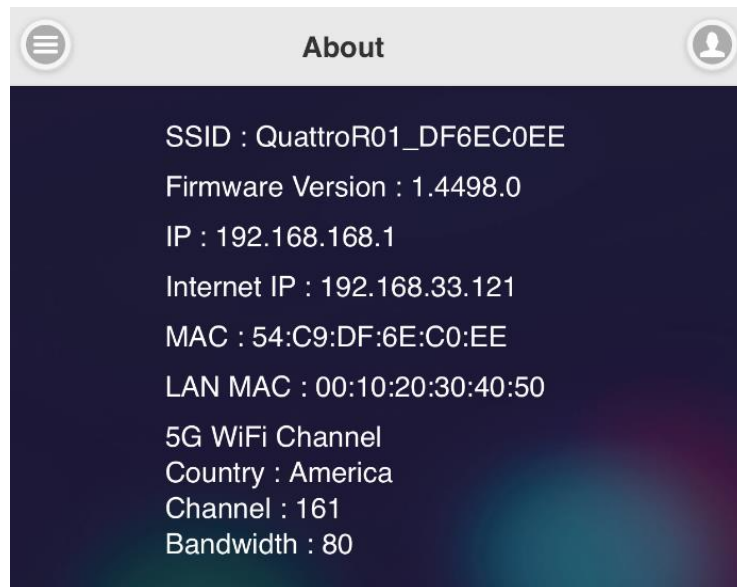 About
SSID : QuattroR01_DF6EC0EE
Firmware Version : 1.4498.0
IP : 192.168.168.1
Internet IP : 192.168.33.121
MAC : 54:C9:DF:6E:C0:EE
LAN MAC : 00:10:20:30:40:50
5G WiFi Channel
Country : America
Channel : 161
Bandwidth : 80